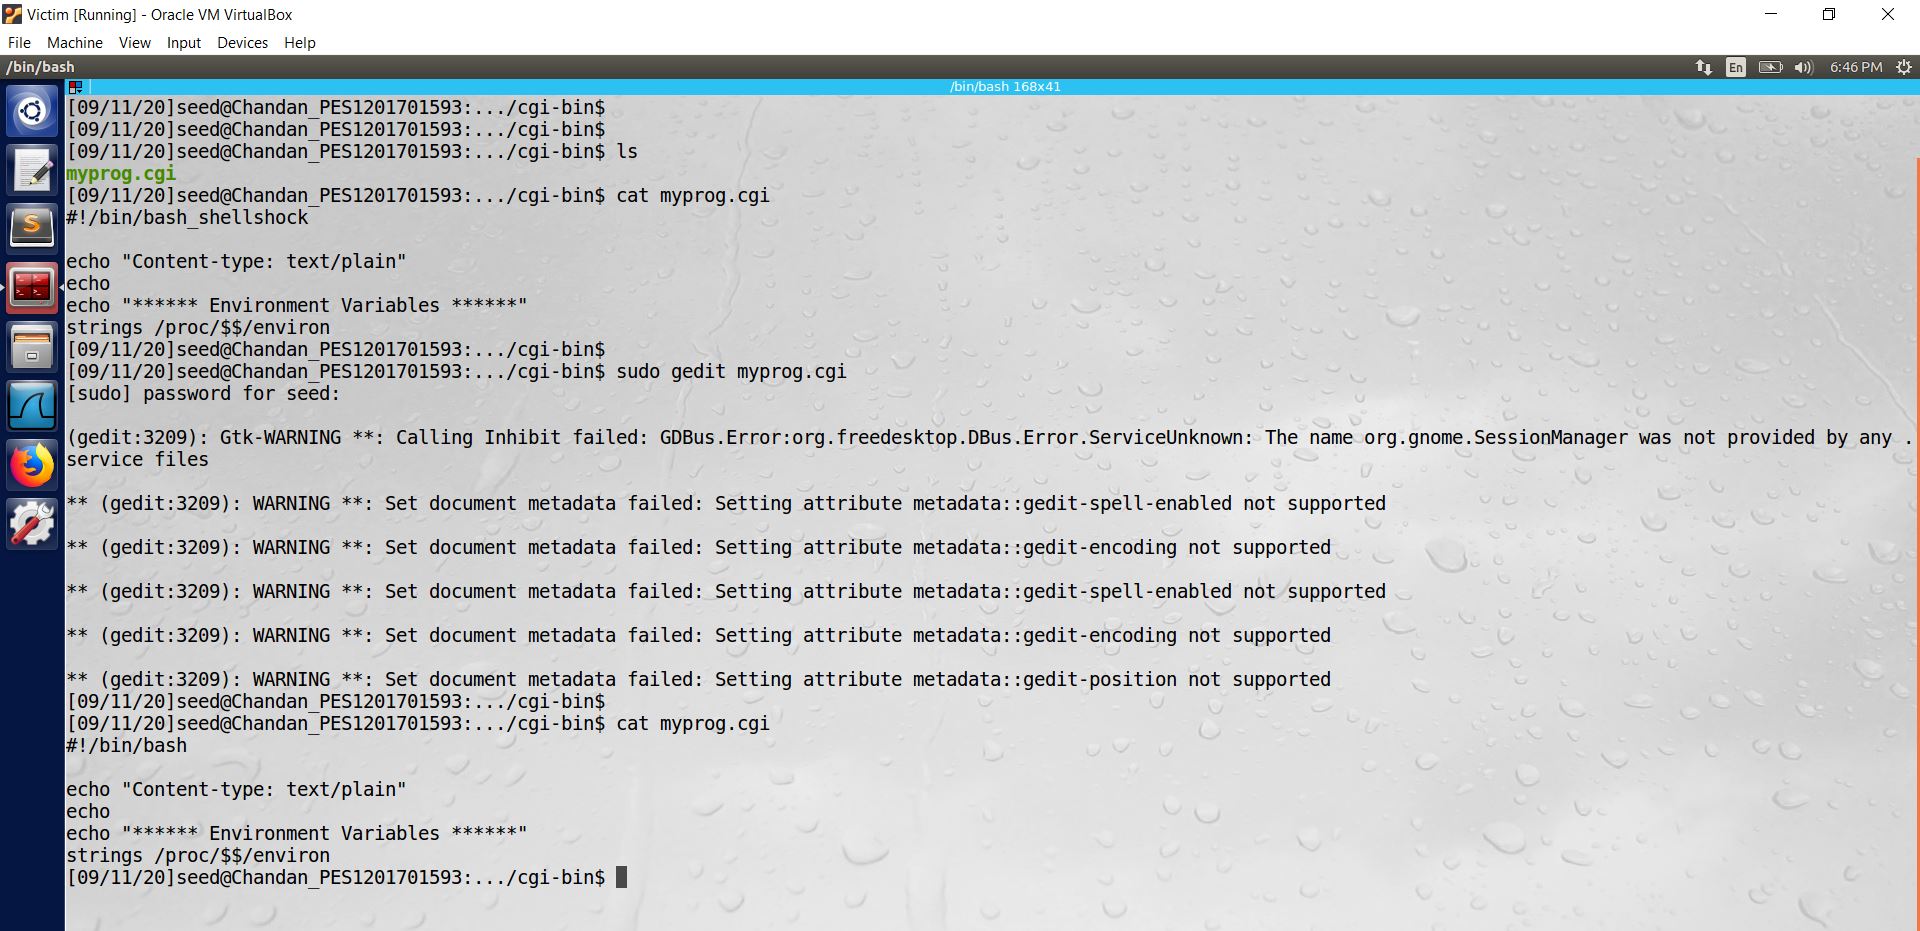 Victim [Running] - Oracle VM VirtualBox
File Machine View Input Devices Help
/bin/bash En 6:46 PM
/bin/bash 168x41
[09/11/20]seed@Chandan_PES1201701593:.../cgi-bin$
[09/11/20]seed@Chandan_PES1201701593:.../cgi-bin$
[09/11/20]seed@Chandan_PES1201701593:.../cgi-bin$ ls
myprog.cgi
[09/11/20]seed@Chandan_PES1201701593:.../cgi-bin$ cat myprog.cgi
#!/bin/bash_shellshock
echo "Content-type: text/plain"
echo
echo "****** Environment Variables ******"
strings /proc/$$/environ
[09/11/20]seed@Chandan_PES1201701593:.../cgi-bin$
[09/11/20]seed@Chandan_PES1201701593:.../cgi-bin$ sudo gedit myprog.cgi
[sudo] password for seed:
(gedit:3209): Gtk-WARNING **: Calling Inhibit failed: GDBus.Error:org.freedesktop.DBus.Error.ServiceUnknown: The name org.gnome.SessionManager was not provided by any .
service files
** (gedit:3209): WARNING **: Set document metadata failed: Setting attribute metadata::gedit-spell-enabled not supported
** (gedit:3209): WARNING **: Set document metadata failed: Setting attribute metadata::gedit-encoding not supported
** (gedit:3209): WARNING **: Set document metadata failed: Setting attribute metadata::gedit-spell-enabled not supported
** (gedit:3209): WARNING **: Set document metadata failed: Setting attribute metadata::gedit-encoding not supported
** (gedit:3209): WARNING **: Set document metadata failed: Setting attribute metadata::gedit-position not supported
[09/11/20]seed@Chandan_PES1201701593:.../cgi-bin$
[09/11/20]seed@Chandan_PES1201701593:.../cgi-bin$ cat myprog.cgi
#!/bin/bash
echo "Content-type: text/plain"
echo
echo "****** Environment Variables ******"
strings /proc/$$/environ
[09/11/20]seed@Chandan_PES1201701593:.../cgi-bin$